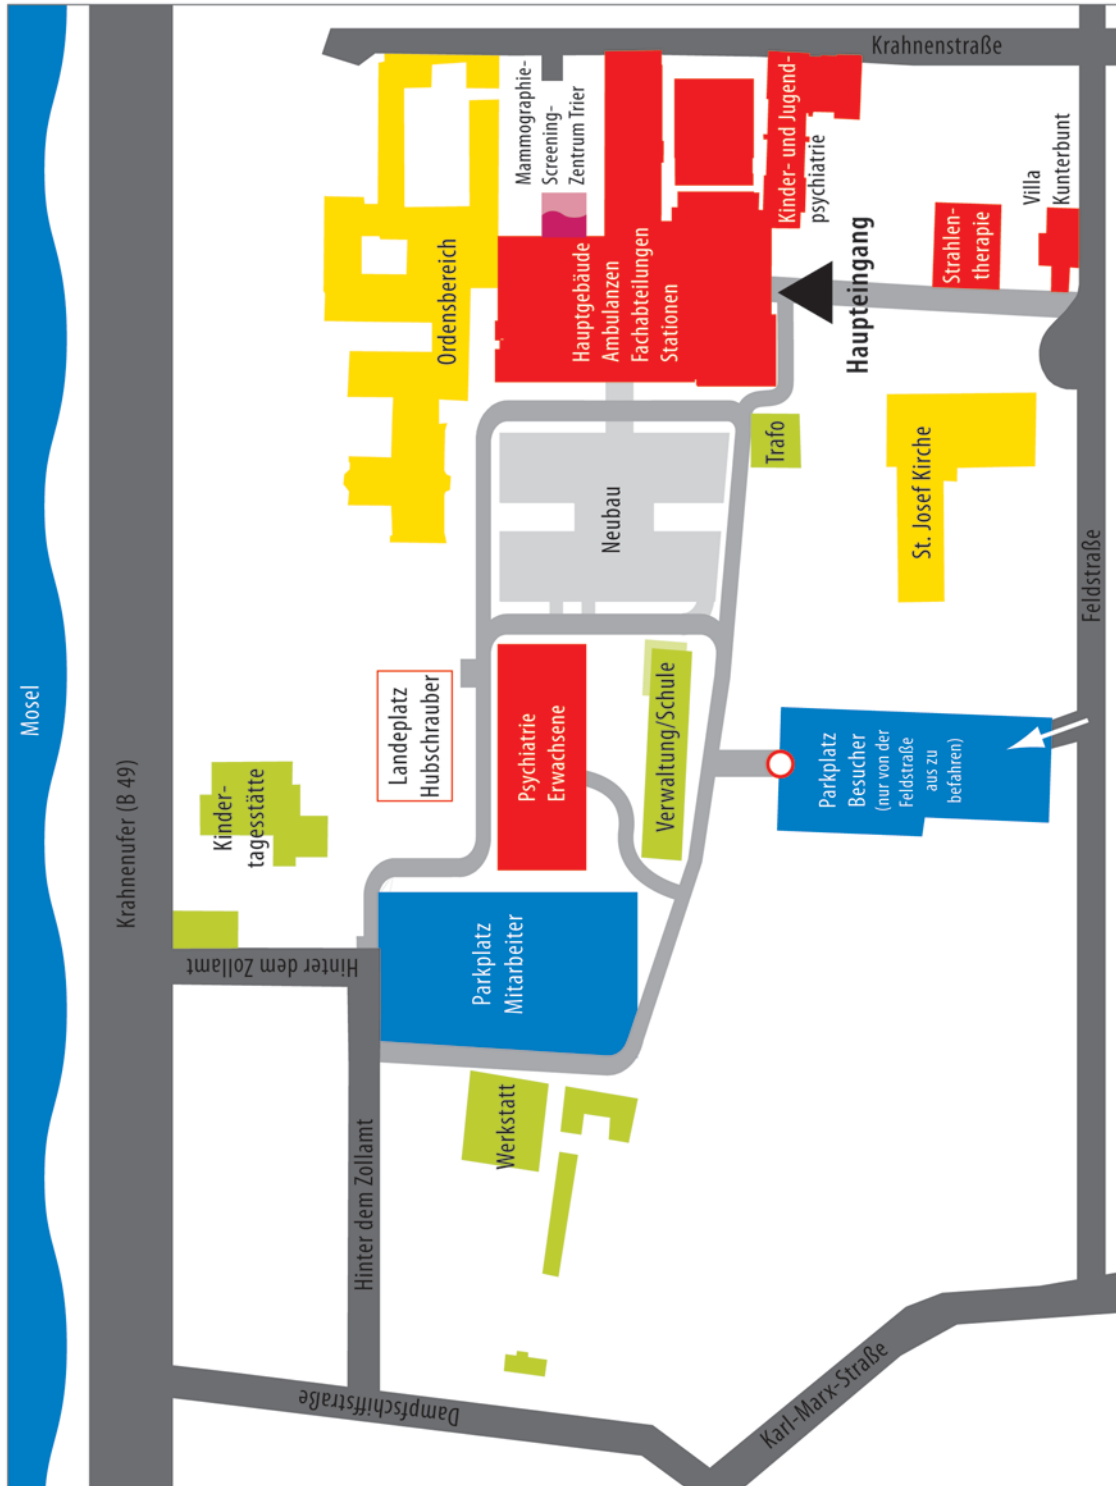 Mosel
Krahnenufer (B 49)
Krahnenstraße
Mammographie-
Screening-
Zentrum Trier
Kinder- und Jugend-
psychiatrie
Villa
Kunterbunt
Strahlen-
therapie
Ordensbereich
Hauptgebäude
Ambulanzen
Fachabteilungen
Stationen
Haupteingang
Trafo
St. Josef Kirche
Neubau
Feldstraße
Landeplatz
Hubschrauber
Psychiatrie
Erwachsene
Verwaltung/Schule
Parkplatz
Besucher
(nur von der
Feldstraße
aus zu
befahren)
Kinder-
tagesstätte
Hinter dem Zollamt
Parkplatz
Mitarbeiter
Werkstatt
Hinter dem Zollamt
Dampfschiffstraße
Karl-Marx-Straße